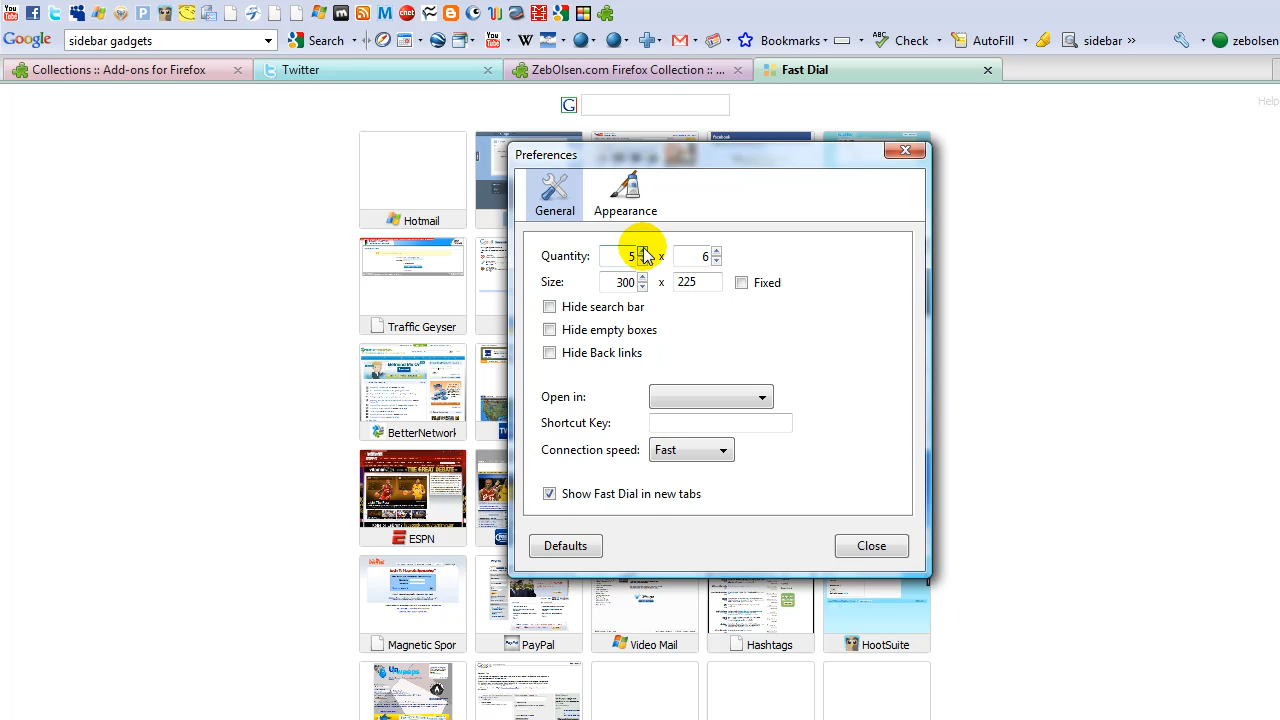 You Tube
cnet
Google
sidebar gadgets
Search
Bookmarks
Check
AutoFill
sidebar »
zebolsen
Collections :: Add-ons for Firefox
Twitter
ZebOlsen.com Firefox Collection :: ...
Fast Dial
Help
G
Hotmail
Traffic Geyser
BetterNetwork
ESPN
Magnetic Spor
PayPal
Video Mail
Hashtags
HootSuite
Preferences
General
Appearance
Quantity: 5 x 6
Size: 300 x 225 Fixed
Hide search bar
Hide empty boxes
Hide Back links
Open in:
Shortcut Key:
Connection speed: Fast
Show Fast Dial in new tabs
Defaults
Close